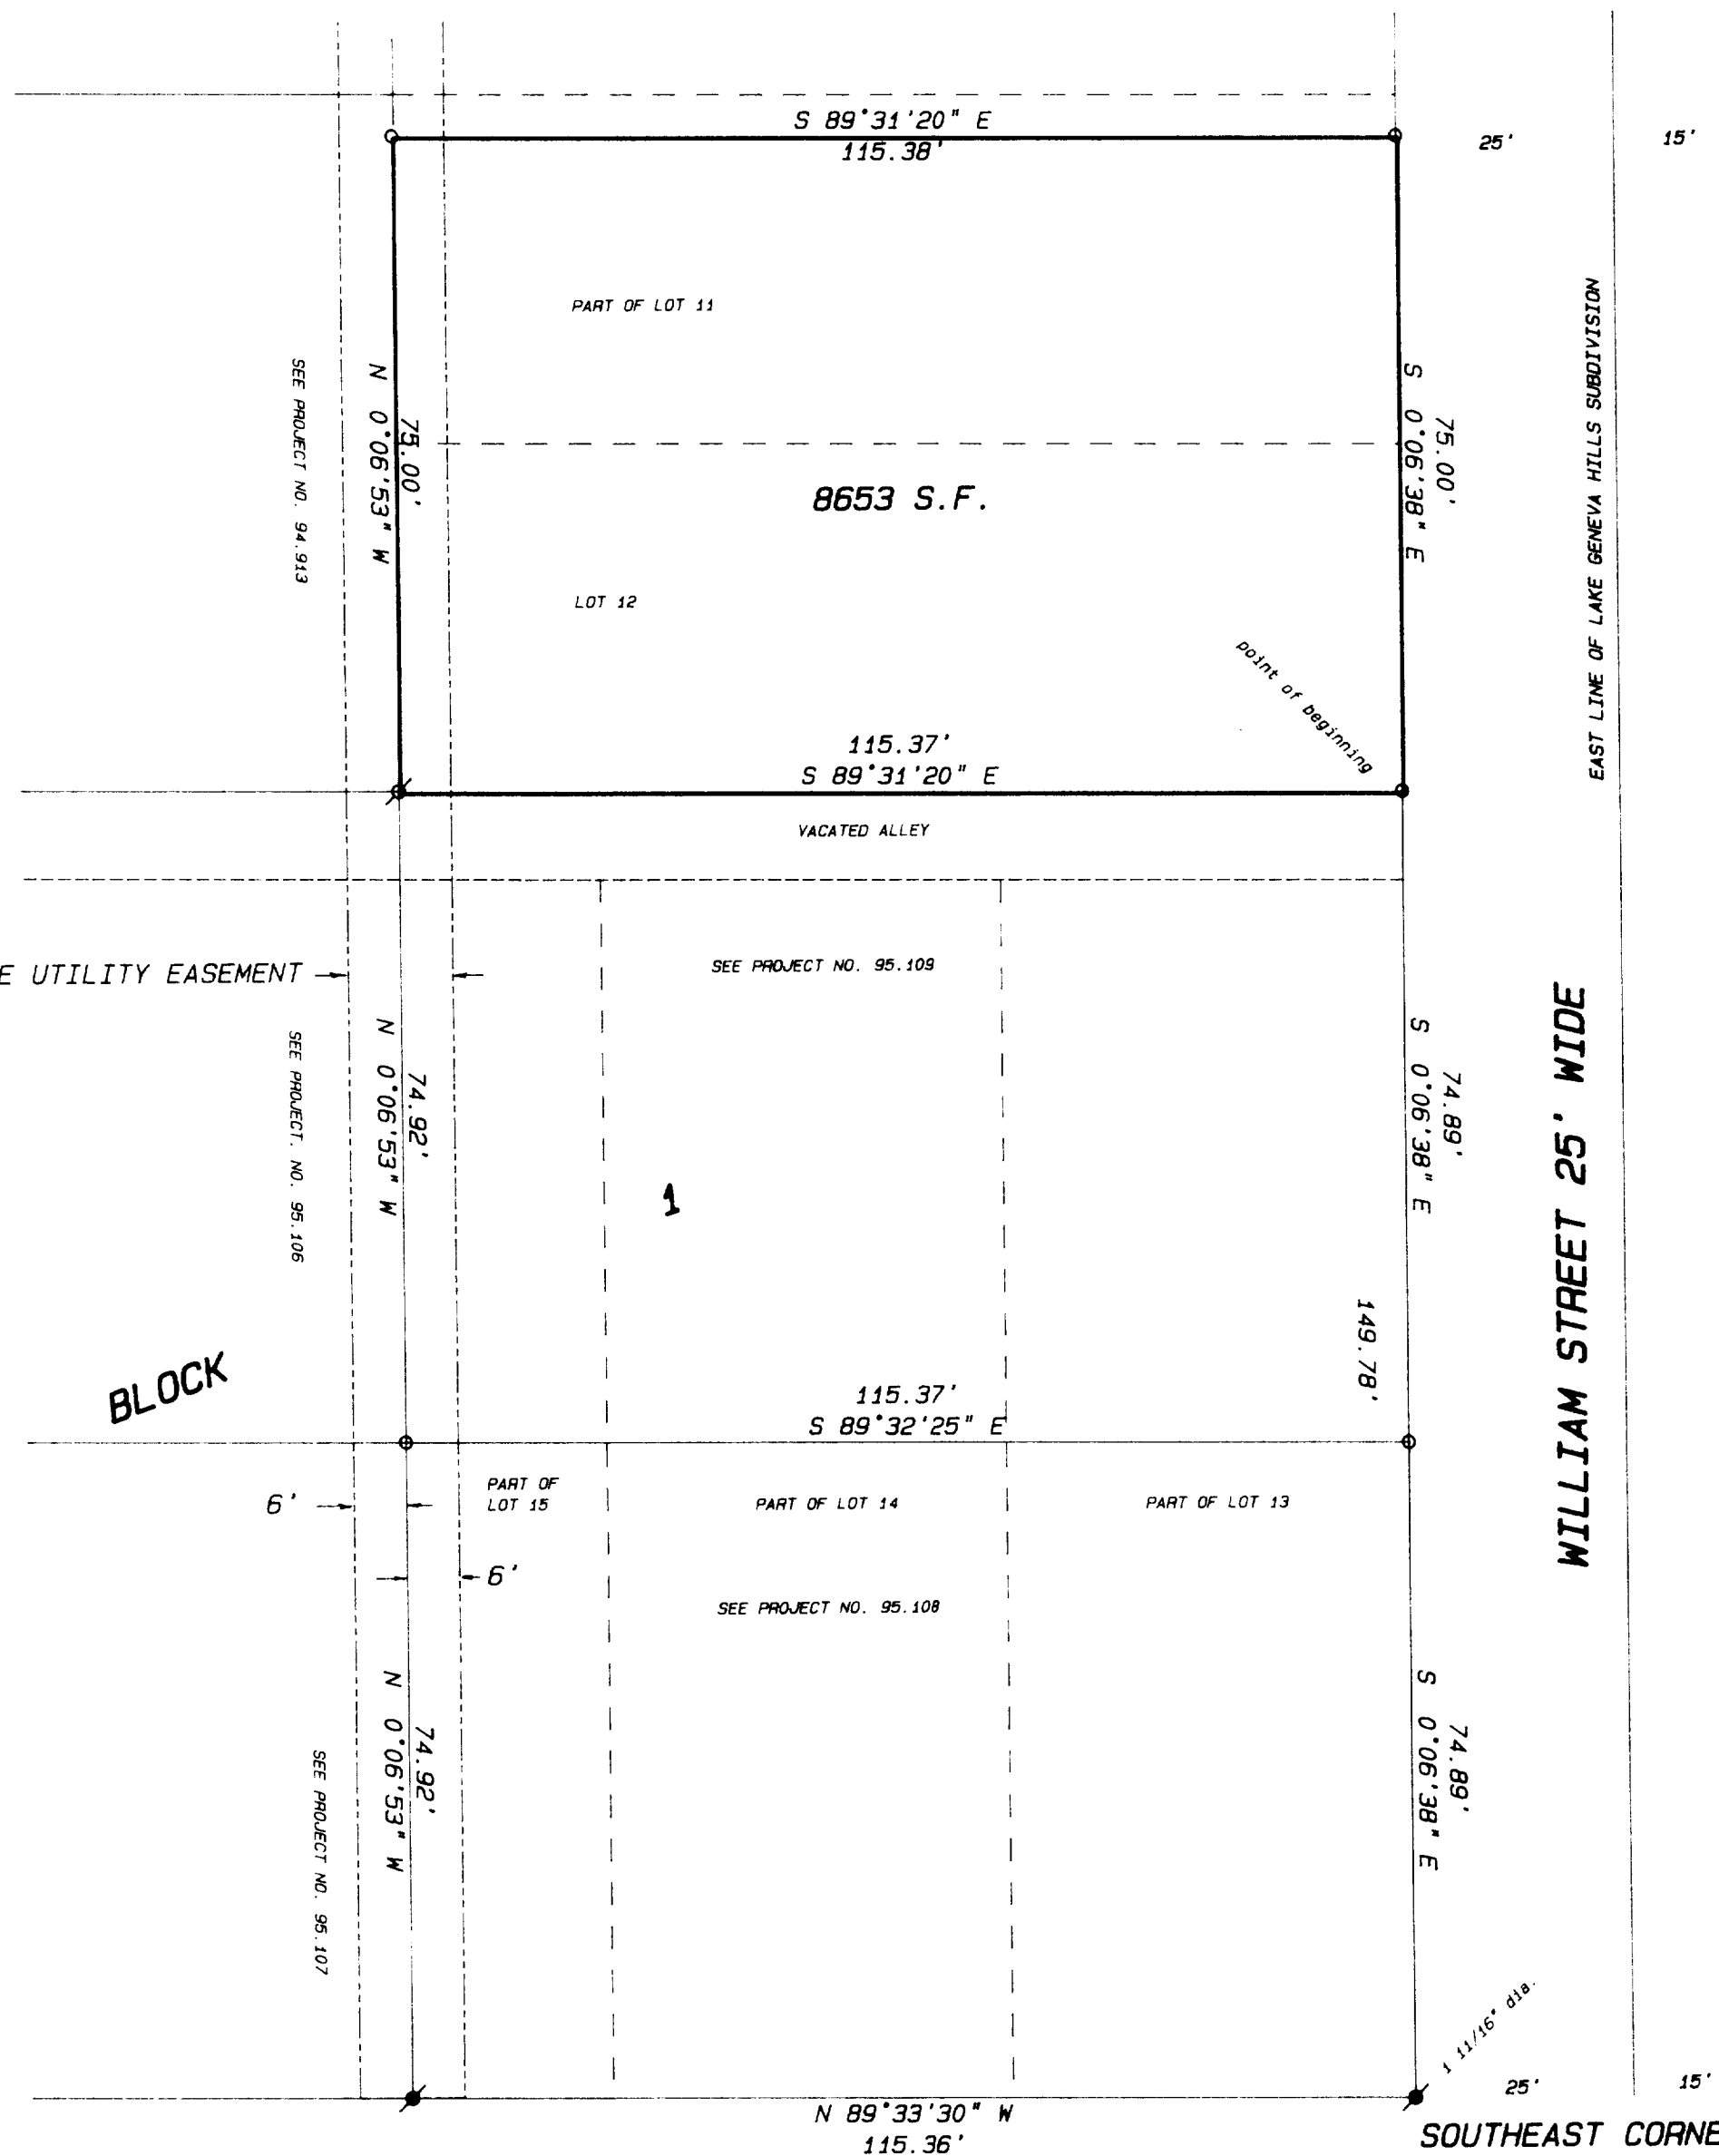 S 89°31'20" E
115.38'
25'
15'
PART OF LOT 11
EAST LINE OF LAKE GENEVA HILLS SUBDIVISION
SEE PROJECT NO. 94.913
75.00'
N 0°06'53" W
75.00'
S 0°06'38" E
8653 S.F.
LOT 12
point of beginning
115.37'
S 89°31'20" E
VACATED ALLEY
UTILITY EASEMENT
SEE PROJECT NO. 95.109
WILLIAM STREET 25' WIDE
SEE PROJECT. NO. 95.106
74.92'
N 0°06'53" W
74.89'
S 0°06'38" E
1
149.78'
BLOCK
115.37'
S 89°32'25" E
6'
PART OF
LOT 15
PART OF LOT 14
PART OF LOT 13
6'
SEE PROJECT NO. 95.108
74.92'
N 0°06'53" W
74.89'
S 0°06'38" E
SEE PROJECT NO. 95.107
1 11/16" dia.
25'
15'
N 89°33'30" W
115.36'
SOUTHEAST CORNE